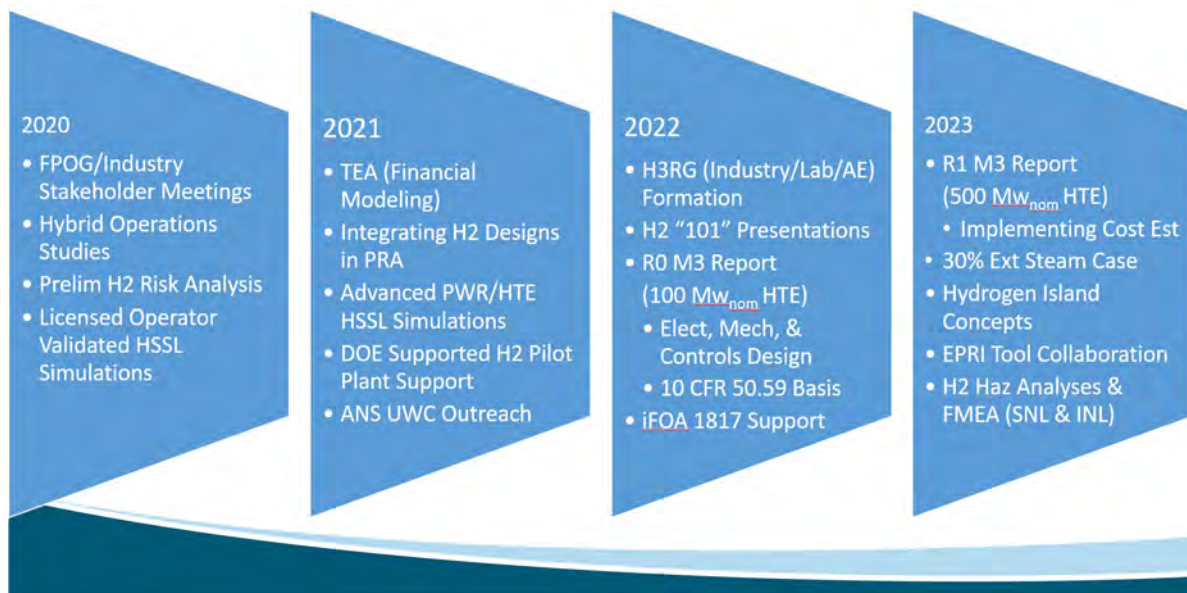 2020
• FPOG/Industry
Stakeholder Meetings
• Hybrid Operations
Studies
• Prelim H2 Risk Analysis
• Licensed Operator
Validated HSSL
Simulations
2021
• TEA (Financial
Modeling)
• Integrating H2 Designs
in PRA
• Advanced PWR/HTE
HSSL Simulations
• DOE Supported H2 Pilot
Plant Support
• ANS UWC Outreach
2022
• H3RG (Industry/Lab/AE)
Formation
• H2 “101” Presentations
• R0 M3 Report
(100 Mwnom HTE)
• Elect, Mech, &
Controls Design
• 10 CFR 50.59 Basis
• iFOA 1817 Support
2023
• R1 M3 Report
(500 Mwnom HTE)
• Implementing Cost Est
• 30% Ext Steam Case
• Hydrogen Island
Concepts
• EPRI Tool Collaboration
• H2 Haz Analyses &
FMEA (SNL & INL)